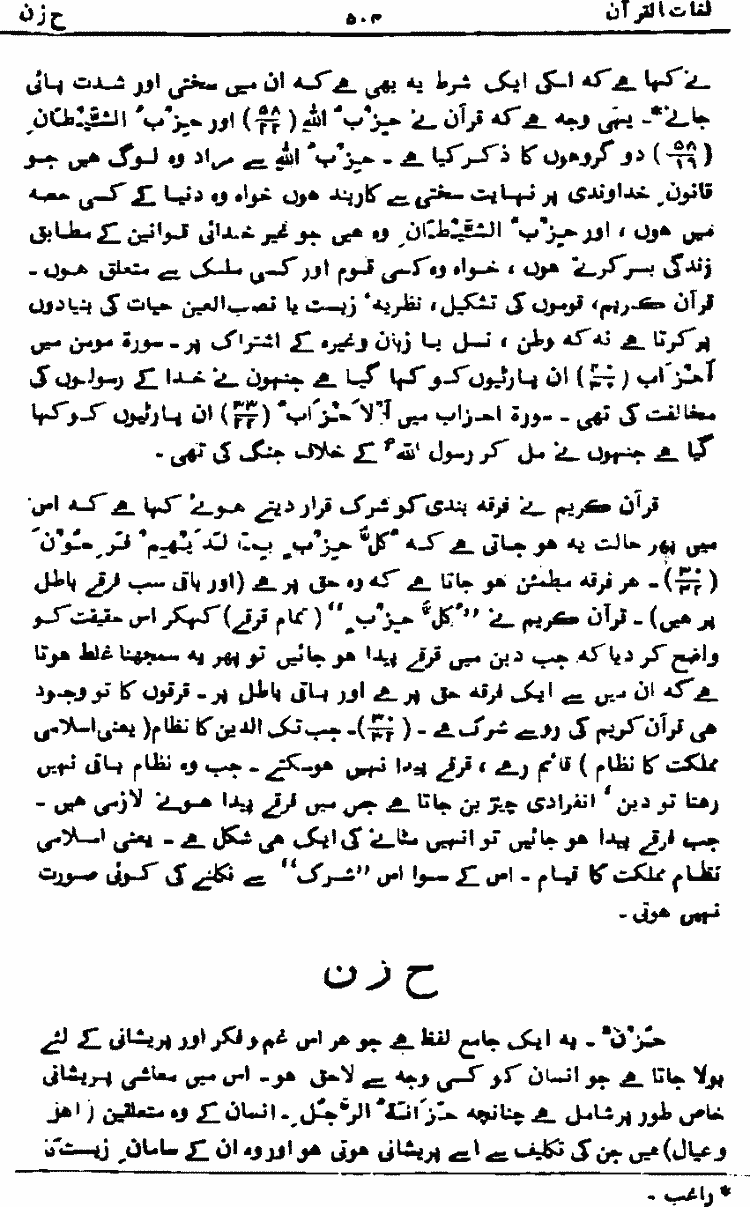 لغات القرآن ۵۰۳ ح ز ن
نے کہا ہے کہ اسکی ایک شرط یہ بھی ہے کہ ان میں سختی اور شدت پائی
جائے*۔ یہی وجہ ہے کہ قرآن نے حِزْبُ اللّٰہِ (۵۸/۲۲) اور حِزْبُ الشَّیْطَانِ
(۵۸/۱۹) دو گروہوں کا ذکر کیا ہے ۔ حِزْبُ اللّٰہِ سے مراد وہ لوگ ہیں جو
قانونِ خداوندی پر نہایت سختی سے کاربند ہوں خواہ وہ دنیا کے کسی حصہ
میں ہوں ، اور حِزْبُ الشَّیْطَانِ وہ ہیں جو غیر خدائی قوانین کے مطابق
زندگی بسر کرتے ہوں ، خواہ وہ کسی قوم اور کسی ملک سے متعلق ہوں ۔
قرآن کریم، قوموں کی تشکیل، نظریہٴ زیست یا نصب العین حیات کی بنیادوں
پر کرتا ہے نہ کہ وطن ، نسل یا زبان وغیرہ کے اشتراک پر ۔ سورة مومن میں
اَحْزَاب ان پارٹیوں کو کہا گیا ہے جنہوں نے خدا کے رسولوں کی
مخالفت کی تھی ۔ سورة احزاب میں اَلْاَحْزَابُ (۳۳/۲۲) ان پارٹیوں کو کہا
گیا ہے جنہوں نے مل کر رسول اللہؐ کے خلاف جنگ کی تھی ۔
قرآن کریم نے فرقہ بندی کو شرک قرار دیتے ہوئے کہا ہے کہ اس
میں پھر حالت یہ ہو جاتی ہے کہ کُلُّ حِزْبٍ بِمَا لَدَیْهِمْ فَرِحُوْنَ
(۳۰/۳۲) ۔ ہر فرقہ مطمئن ہو جاتا ہے کہ وہ حق پر ہے (اور باقی سب فرقے باطل
پر ہیں) ۔ قرآن کریم نے ”کُلُّ حِزْبٍ“ (تمام فرقے) کہکر اس حقیقت کو
واضح کر دیا کہ جب دین میں فرقے پیدا ہو جائیں تو پھر یہ سمجھنا غلط ہوتا
ہے کہ ان میں سے ایک فرقہ حق پر ہے اور باقی باطل پر ۔ فرقوں کا تو وجود
ہی قرآن کریم کی رو سے شرک ہے ۔ (۳۰/۳۲)۔ جب تک الدین کا نظام (یعنی اسلامی
مملکت کا نظام ) قائم رہے ، فرقے پیدا نہیں ہوسکتے ۔ جب وہ نظام باقی نہیں
رہتا تو دین ، انفرادی چیز بن جاتا ہے جس میں فرقے پیدا ہونے لازمی ہیں ۔
جب فرقے پیدا ہو جائیں تو انہیں مٹانے کی ایک ہی شکل ہے ۔ یعنی اسلامی
نظام مملکت کا قیام ۔ اس کے سوا اس ”شرک“ سے نکلنے کی کوئی صورت
نہیں ہوتی ۔
ح ز ن
حُزْنٌ ۔ یہ ایک جامع لفظ ہے جو ہر اس غم و فکر اور پریشانی کے لئے
بولا جاتا ہے جو انسان کو کسی وجہ سے لاحق ہو ۔ اس میں معاشی پریشانی
خاص طور پر شامل ہے چنانچہ حُزَانَةُ الرَّجُلِ ۔ انسان کے وہ متعلقین (اہل
و عیال) ہیں جن کی تکلیف سے اسے پریشانی ہوتی ہو اور وہ ان کے سامانِ زیست
* راغب ۔